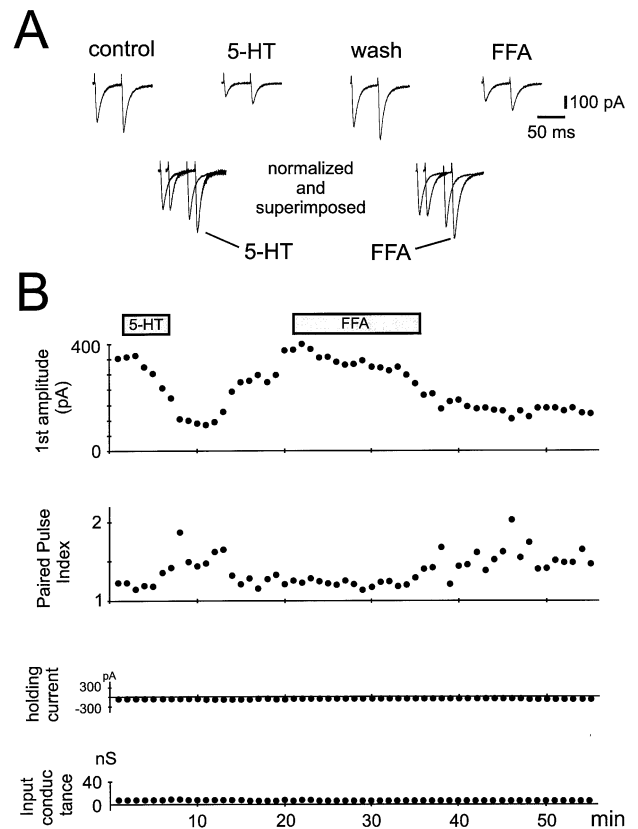 A
control 5-HT wash FFA
100 pA
50 ms
normalized
and
superimposed
5-HT FFA
B
5-HT FFA
1st amplitude
(pA)
400
0
Paired Pulse
Index
2
1
holding
current
pA
300
-300
Input
conduc
tance
nS
40
0
10 20 30 40 50 min